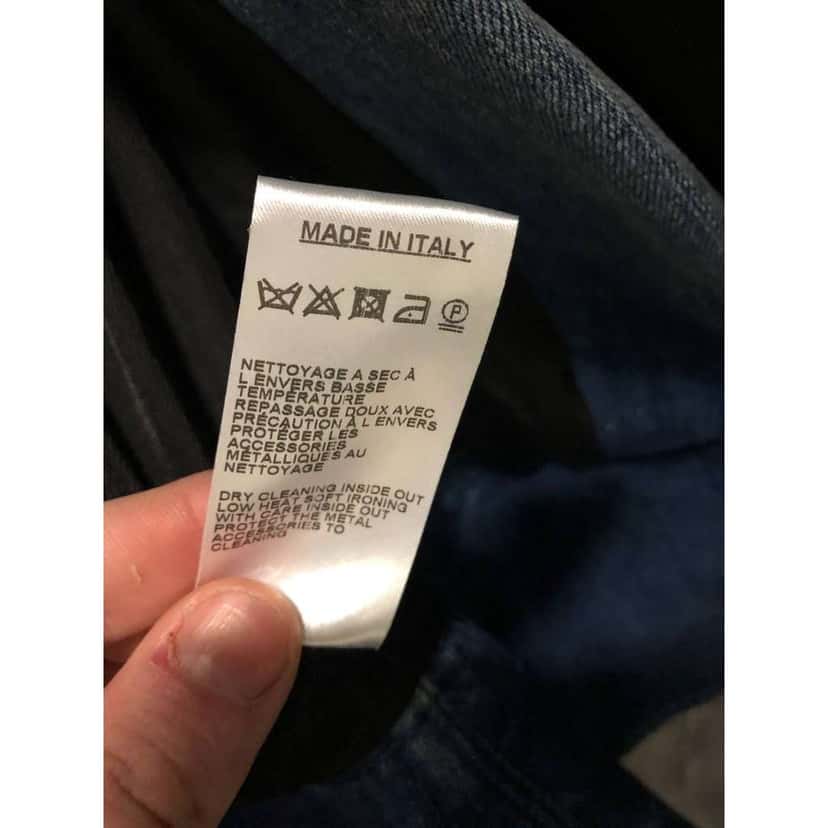 MADE IN ITALY
P
NETTOYAGE A SEC À
L ENVERS BASSE
TEMPÉRATURE
REPASSAGE DOUX AVEC
PRÉCAUTION À L ENVERS
PROTÉGER LES
ACCESSORIES
MÉTALLIQUES AU
NETTOYAGE
DRY CLEANING INSIDE OUT
LOW HEAT SOFT IRONING
WITH CARE INSIDE OUT
PROTECT THE METAL
ACCESSORIES TO
CLEANING